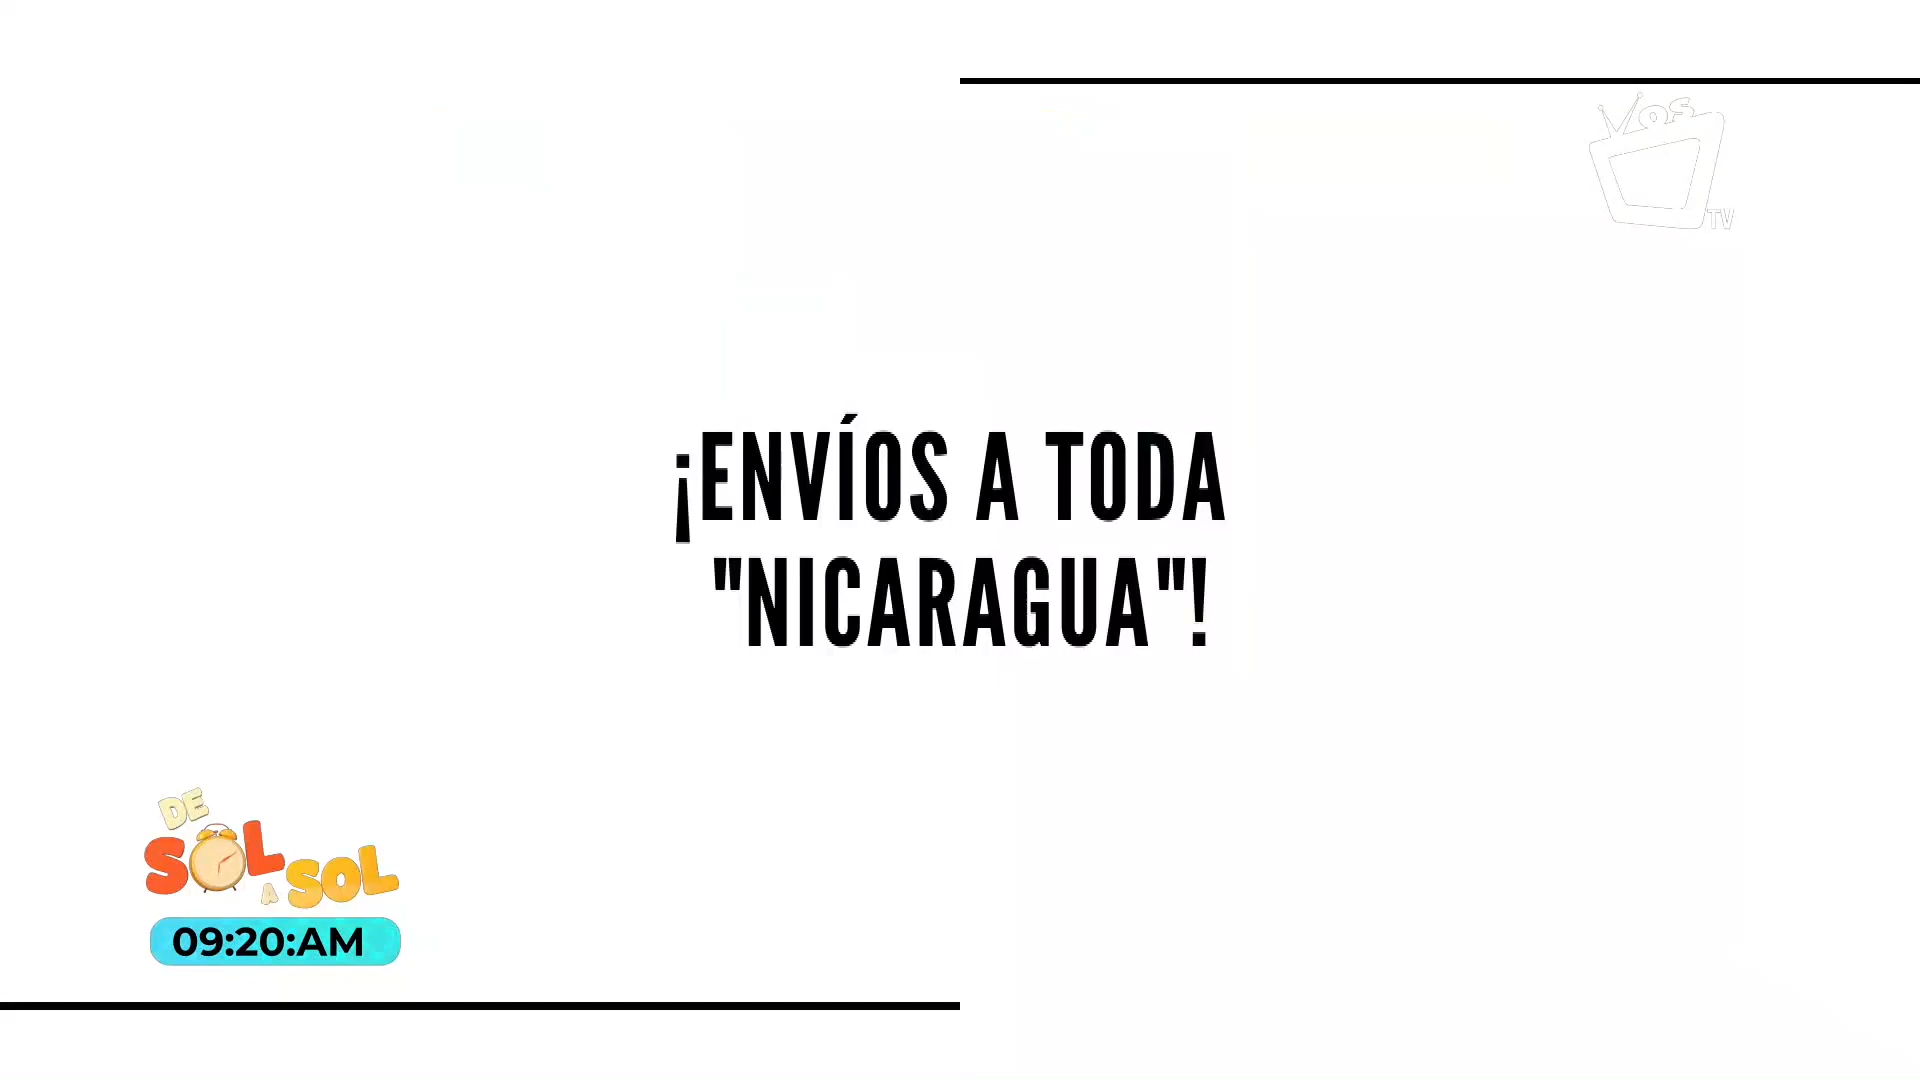 VOS
TV
¡ENVÍOS A TODA
"NICARAGUA"!
DE
SOL
A SOL
09:20:AM